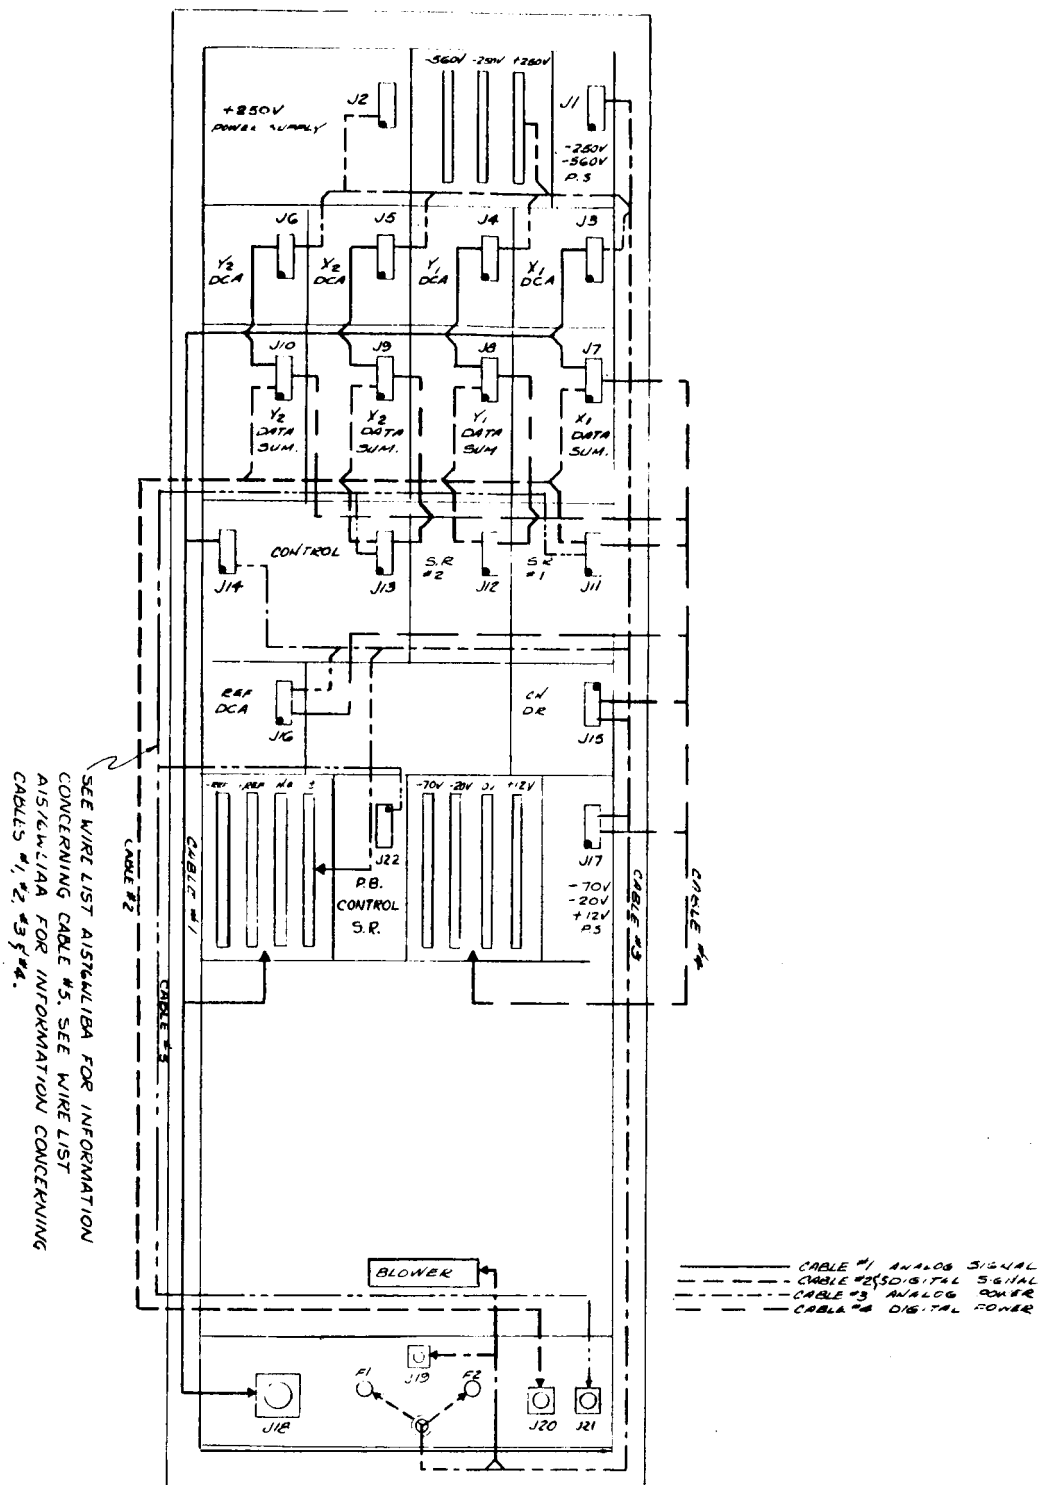 -560V -250V +250V
J2
J1
+250V
POWER SUPPLY
-250V
-560V
P.S
J6
J5
J4
J3
Y2
DCA
X2
DCA
Y1
DCA
X1
DCA
J10
J9
J8
J7
Y2
DATA
SUM.
X2
DATA
SUM.
Y1
DATA
SUM
X1
DATA
SUM.
CONTROL
S.R
#2
S.R
#1
J14
J13
J12
J11
REF
DCA
J16
CH
DR
J15
-REF
-70V -20V +12V
J22
J17
P.B.
CONTROL
S.R.
-70V
-20V
+12V
P.S
CABLE #2
CABLE #1
CABLE #5
CABLE #3
CABLE #4
SEE WIRE LIST A1576WL1BA FOR INFORMATION
CONCERNING CABLE #5. SEE WIRE LIST
A1576WL1AA FOR INFORMATION CONCERNING
CABLES #1, #2, #3 & #4.
BLOWER
CABLE #1 ANALOG SIGNAL
CABLE #2&5 DIGITAL SIGNAL
CABLE #3 ANALOG POWER
CABLE #4 DIGITAL POWER
J19
F1
F2
J18
J20
J21